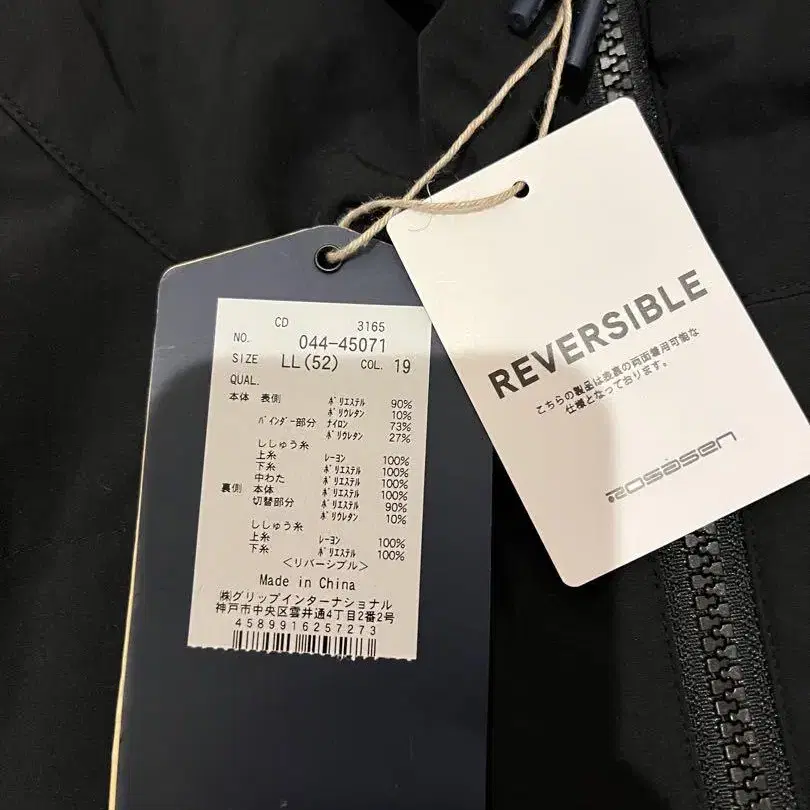 CD 3165
NO. 044-45071
SIZE LL(52) COL. 19
QUAL.
本体 表側 ﾎﾟﾘｴｽﾃﾙ 90%
ﾎﾟﾘｳﾚﾀﾝ 10%
ﾊﾞｲﾝﾀﾞｰ部分 ﾅｲﾛﾝ 73%
ﾎﾟﾘｳﾚﾀﾝ 27%
ししゅう糸
上糸 ﾚｰﾖﾝ 100%
下糸 ﾎﾟﾘｴｽﾃﾙ 100%
中わた ﾎﾟﾘｴｽﾃﾙ 100%
裏側 本体 ﾎﾟﾘｴｽﾃﾙ 100%
切替部分 ﾎﾟﾘｴｽﾃﾙ 90%
ﾎﾟﾘｳﾚﾀﾝ 10%
ししゅう糸
上糸 ﾚｰﾖﾝ 100%
下糸 ﾎﾟﾘｴｽﾃﾙ 100%
＜リバーシブル＞
Made in China
㈱グリップインターナショナル
神戸市中央区雲井通4丁目2番2号
4589916257273
REVERSIBLE
こちらの製品は表裏の両面着用可能な
仕様となっております。
ROSASEN